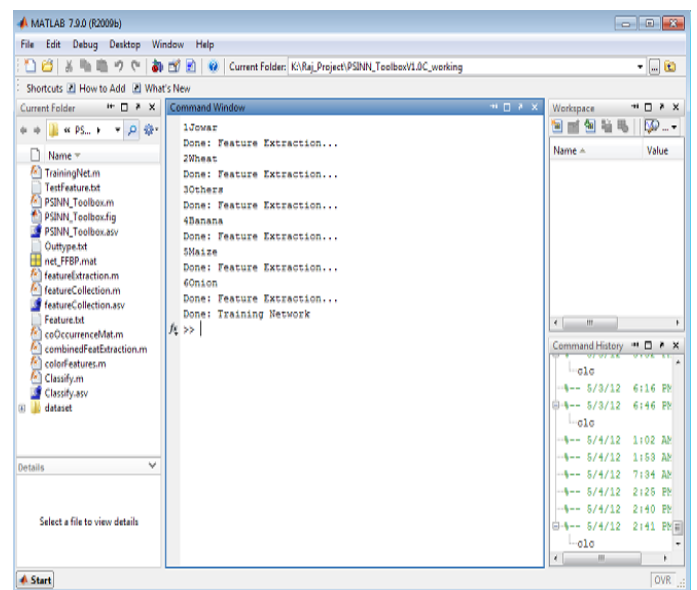 MATLAB 7.9.0 (R2009b)
File Edit Debug Desktop Window Help
Current Folder: K:\Raj_Project\PSINN_ToolboxV1.0C_working
Shortcuts How to Add What's New
Current Folder
« PS...
Name
TrainingNet.m
TestFeature.txt
PSINN_Toolbox.m
PSINN_Toolbox.fig
PSINN_Toolbox.asv
Outtype.txt
net_FFBP.mat
featureExtraction.m
featureCollection.m
featureCollection.asv
Feature.txt
coOccurrenceMat.m
combinedFeatExtraction.m
colorFeatures.m
Classify.m
Classify.asv
dataset
Details
Select a file to view details
Start
Command Window
1Jowar
Done: Feature Extraction...
2Wheat
Done: Feature Extraction...
3Others
Done: Feature Extraction...
4Banana
Done: Feature Extraction...
5Maize
Done: Feature Extraction...
6Onion
Done: Feature Extraction...
Done: Training Network
fx >>
Workspace
Name Value
Command History
clc
%-- 5/3/12 6:16 PM
%-- 5/3/12 6:46 PM
clc
%-- 5/4/12 1:02 AM
%-- 5/4/12 1:53 AM
%-- 5/4/12 7:34 AM
%-- 5/4/12 2:25 PM
%-- 5/4/12 2:40 PM
%-- 5/4/12 2:41 PM
clc
OVR